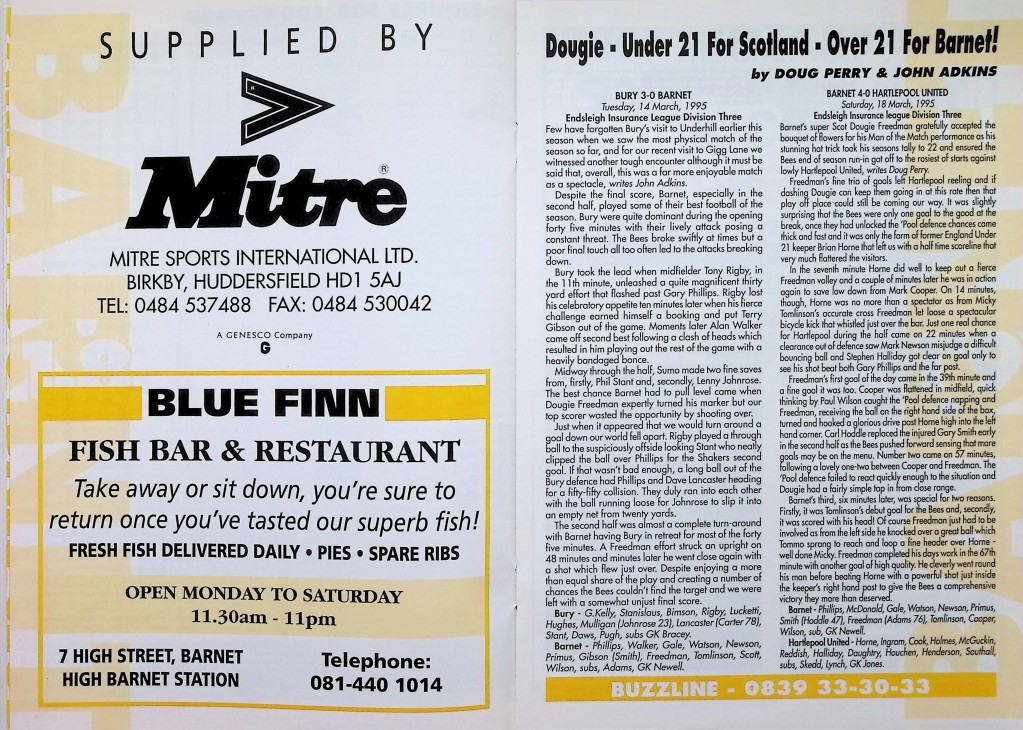 SUPPLIED BY
Mitre®
MITRE SPORTS INTERNATIONAL LTD.
BIRKBY, HUDDERSFIELD HD1 5AJ
TEL: 0484 537488 FAX: 0484 530042
A GENESCO Company
G
BLUE FINN
FISH BAR & RESTAURANT
Take away or sit down, you're sure to
return once you've tasted our superb fish!
FRESH FISH DELIVERED DAILY • PIES • SPARE RIBS
OPEN MONDAY TO SATURDAY
11.30am - 11pm
7 HIGH STREET, BARNET
HIGH BARNET STATION
Telephone:
081-440 1014
Dougie - Under 21 For Scotland - Over 21 For Barnet!
by DOUG PERRY & JOHN ADKINS
BURY 3-0 BARNET
Tuesday, 14 March, 1995
Endsleigh Insurance League Division Three
Few have forgotten Bury's visit to Underhill earlier this
season when we saw the most physical match of the
season so far, and for our recent visit to Gigg Lane we
witnessed another tough encounter although it must be
said that, overall, this was a far more enjoyable match
as a spectacle, writes John Adkins.
Despite the final score, Barnet, especially in the
second half, played some of their best football of the
season. Bury were quite dominant during the opening
forty five minutes with their lively attack posing a
constant threat. The Bees broke swiftly at times but a
poor final touch all too often led to the attacks breaking
down.
Bury took the lead when midfielder Tony Rigby, in
the 11th minute, unleashed a quite magnificent thirty
yard effort that flashed past Gary Phillips. Rigby lost
his celebratory appetite ten minutes later when his fierce
challenge earned himself a booking and put Terry
Gibson out of the game. Moments later Alan Walker
came off second best following a clash of heads which
resulted in him playing out the rest of the game with a
heavily bandaged bonce.
Midway through the half, Sumo made two fine saves
from, firstly, Phil Stant and, secondly, Lenny Johnrose.
The best chance Barnet had to pull level came when
Dougie Freedman expertly turned his marker but our
top scorer wasted the opportunity by shooting over.
Just when it appeared that we would turn around a
goal down our world fell apart. Rigby played a through
ball to the suspiciously offside looking Stant who neatly
clipped the ball over Phillips for the Shakers second
goal. If that wasn't bad enough, a long ball out of the
Bury defence had Phillips and Dave Lancaster heading
for a fifty-fifty collision. They duly ran into each other
with the ball running loose for Johnrose to slip it into
an empty net from twenty yards.
The second half was almost a complete turn-around
with Barnet having Bury in retreat for most of the forty
five minutes. A Freedman effort struck an upright on
48 minutes and minutes later he went close again with
a shot which flew just over. Despite enjoying a more
than equal share of the play and creating a number of
chances the Bees couldn't find the target and we were
left with a somewhat unjust final score.
Bury - G.Kelly, Stanislaus, Bimson, Rigby, Lucketti,
Hughes, Mulligan (Johnrose 23), Lancaster (Carter 78),
Stant, Daws, Pugh, subs GK Bracey.
Barnet - Phillips, Walker, Gale, Watson, Newson,
Primus, Gibson (Smith), Freedman, Tomlinson, Scott,
Wilson, subs, Adams, GK Newell.
BARNET 4-0 HARTLEPOOL UNITED
Saturday, 18 March, 1995
Endsleigh Insurance league Division Three
Barnet's super Scot Dougie Freedman gratefully accepted the
bouquet of flowers for his Man of the Match performance as his
stunning hat trick took his seasons tally to 22 and ensured the
Bees end of season run-in got off to the rosiest of starts against
lowly Hartlepool United, writes Doug Perry.
Freedman's fine trio of goals left Hartlepool reeling and if
dashing Dougie can keep them going in at this rate then that
play off place could still be coming our way. It was slightly
surprising that the Bees were only one goal to the good at the
break, once they had unlocked the 'Pool defence chances came
thick and fast and it was only the form of former England Under
21 keeper Brian Horne that left us with a half time scoreline that
very much flattered the visitors.
In the seventh minute Horne did well to keep out a fierce
Freedman volley and a couple of minutes later he was in action
again to save low down from Mark Cooper. On 14 minutes,
though, Horne was no more than a spectator as from Micky
Tomlinson's accurate cross Freedman let loose a spectacular
bicycle kick that whistled just over the bar. Just one real chance
for Hartlepool during the half came on 22 minutes when a
clearance out of defence saw Mark Newson misjudge a difficult
bouncing ball and Stephen Halliday got clear on goal only to
see his shot beat both Gary Phillips and the far post.
Freedman's first goal of the day came in the 39th minute and
a fine goal it was too. Cooper was flattened in midfield, quick
thinking by Paul Wilson caught the 'Pool defence napping and
Freedman, receiving the ball on the right hand side of the box,
turned and hooked a glorious drive past Horne high into the left
hand corner. Carl Hoddle replaced the injured Gary Smith early
in the second half as the Bees pushed forward sensing that more
goals may be on the menu. Number two came on 57 minutes,
following a lovely one-two between Cooper and Freedman. The
'Pool defence failed to react quickly enough to the situation and
Dougie had a fairly simple tap in from close range.
Barnet's third, six minutes later, was special for two reasons.
Firstly, it was Tomlinson's debut goal for the Bees and, secondly,
it was scored with his head! Of course Freedman just had to be
involved as from the left side he knocked over a great ball which
Tommo sprang to reach and loop a fine header over Horne -
well done Micky. Freedman completed his days work in the 67th
minute with another goal of high quality. He cleverly went round
his man before beating Horne with a powerful shot just inside
the keeper's right hand post to give the Bees a comprehensive
victory they more than deserved.
Barnet - Phillips, McDonald, Gale, Watson, Newson, Primus,
Smith (Hoddle 47), Freedman (Adams 76), Tomlinson, Cooper,
Wilson, sub, GK Newell.
Hartlepool United - Horne, Ingram, Cook, Holmes, McGuckin,
Reddish, Halliday, Daughtry, Houchen, Henderson, Southall,
subs, Skedd, Lynch, GK Jones.
BUZZLINE - 0839 33-30-33